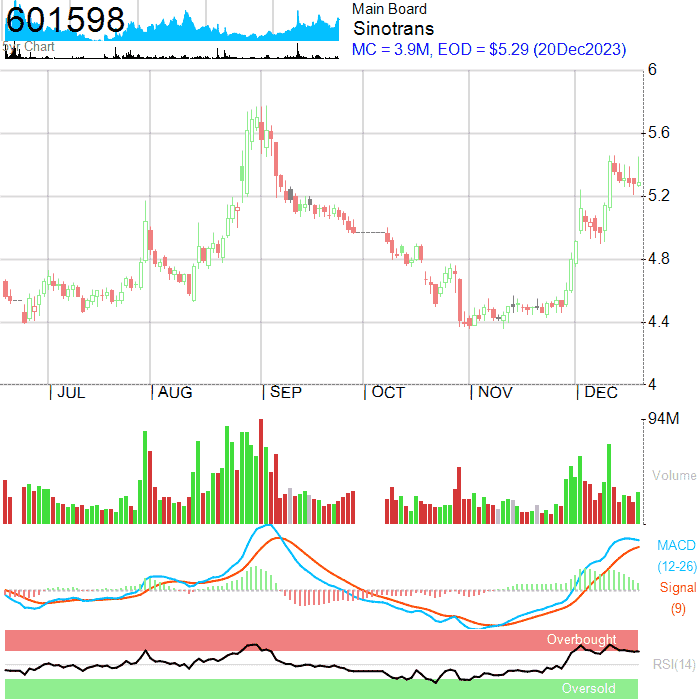 601598
5yr Chart
Main Board
Sinotrans
MC = 3.9M, EOD = $5.29 (20Dec2023)
6
5.6
5.2
4.8
4.4
4
| JUL | AUG | SEP | OCT | NOV | DEC
94M
Volume
MACD
(12-26)
Signal
(9)
Overbought
RSI(14)
Oversold